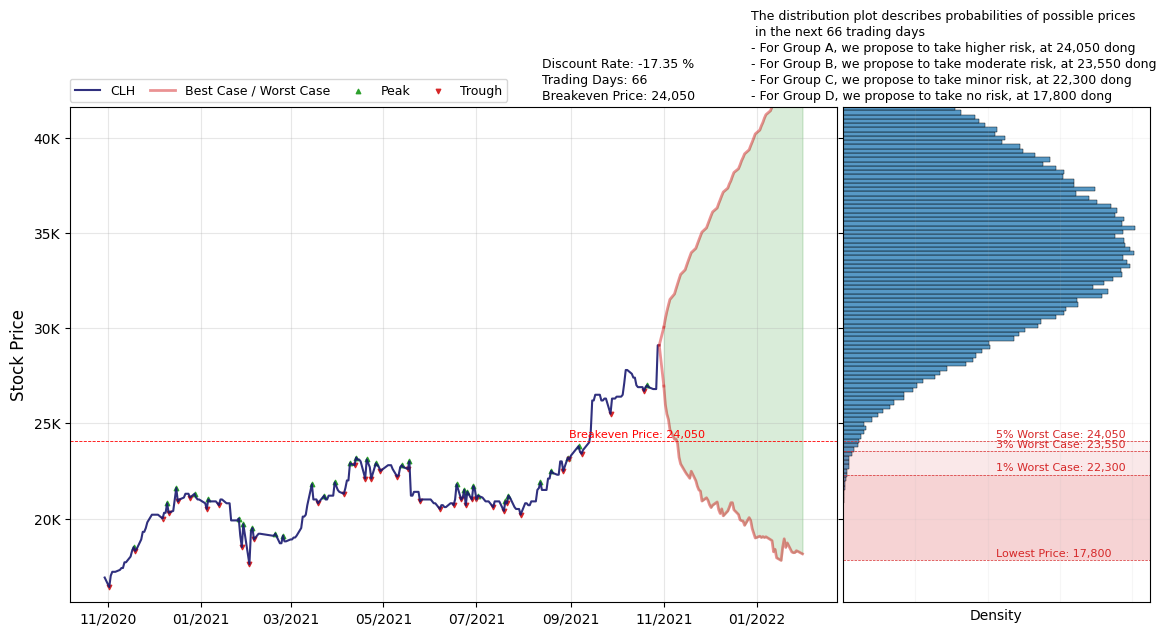 The distribution plot describes probabilities of possible prices
in the next 66 trading days
- For Group A, we propose to take higher risk, at 24,050 dong
- For Group B, we propose to take moderate risk, at 23,550 dong
- For Group C, we propose to take minor risk, at 22,300 dong
- For Group D, we propose to take no risk, at 17,800 dong
Discount Rate: -17.35 %
Trading Days: 66
Breakeven Price: 24,050
CLH
Best Case / Worst Case
Peak
Trough
Stock Price
40K
35K
30K
25K
20K
Breakeven Price: 24,050
11/2020
01/2021
03/2021
05/2021
07/2021
09/2021
11/2021
01/2022
5% Worst Case: 24,050
3% Worst Case: 23,550
1% Worst Case: 22,300
Lowest Price: 17,800
Density